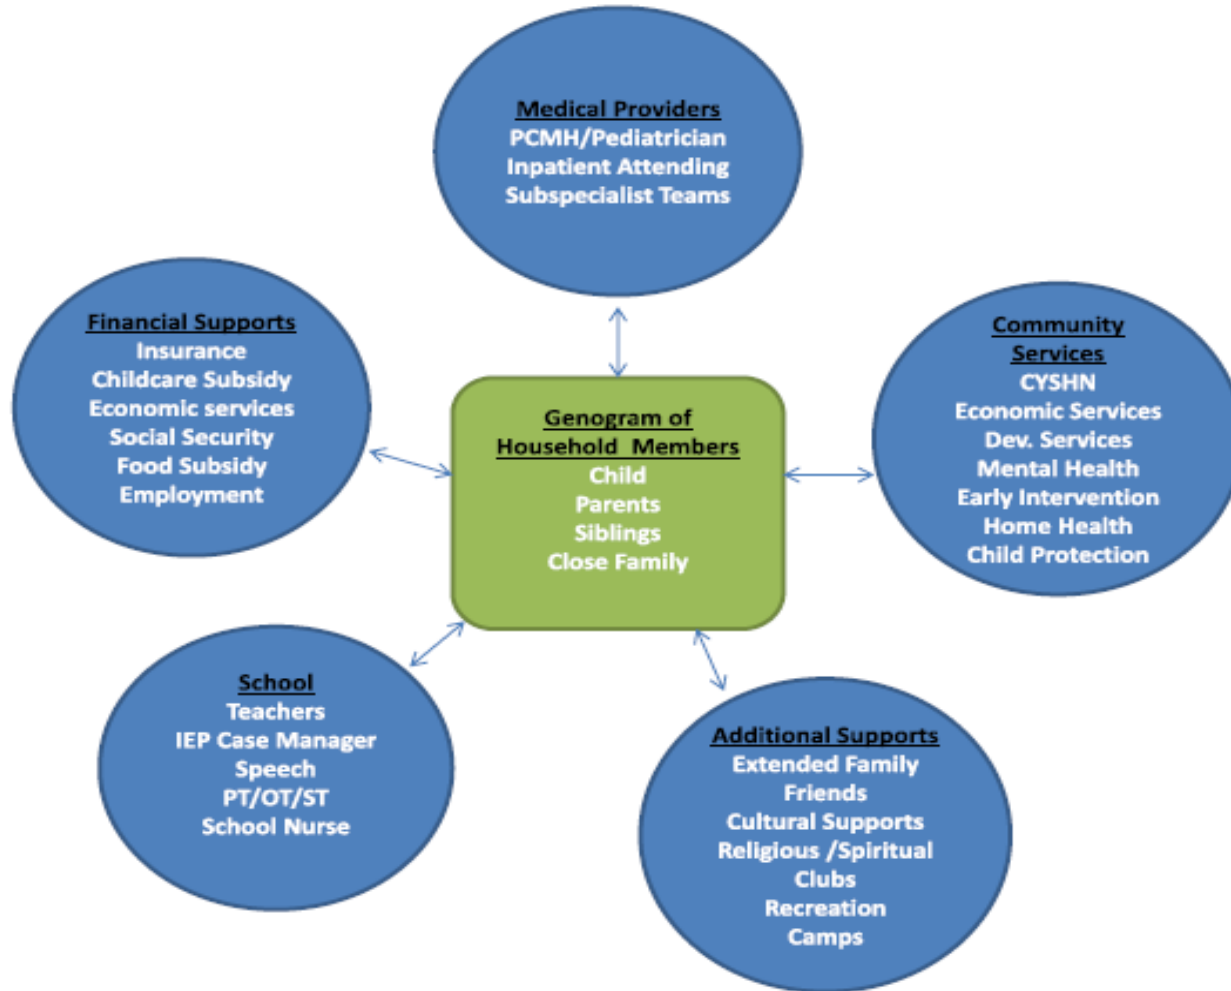 Medical Providers
PCMH/Pediatrician
Inpatient Attending
Subspecialist Teams
Financial Supports
Insurance
Childcare Subsidy
Economic services
Social Security
Food Subsidy
Employment
Community
Services
CYSHN
Economic Services
Dev. Services
Mental Health
Early Intervention
Home Health
Child Protection
Genogram of
Household Members
Child
Parents
Siblings
Close Family
School
Teachers
IEP Case Manager
Speech
PT/OT/ST
School Nurse
Additional Supports
Extended Family
Friends
Cultural Supports
Religious /Spiritual
Clubs
Recreation
Camps